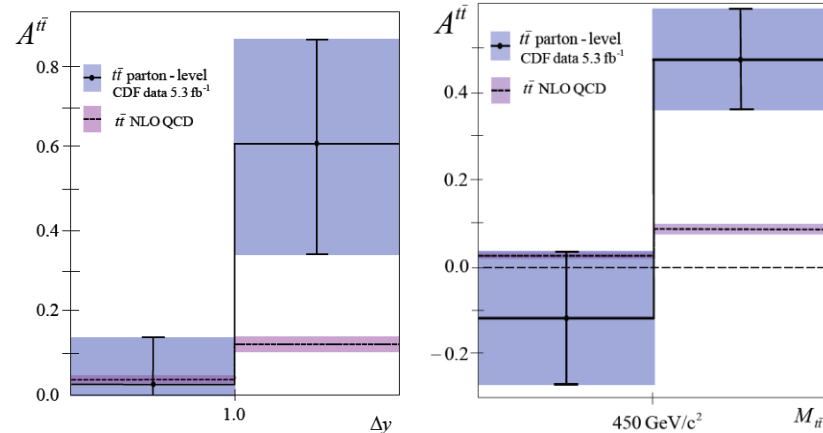 A^{tt̄}
0.8
0.6
0.4
0.2
0.0
tt̄ parton - level
CDF data 5.3 fb⁻¹
tt̄ NLO QCD
1.0
Δy
A^{tt̄}
0.4
0.2
0.0
−0.2
tt̄ parton - level
CDF data 5.3 fb⁻¹
tt̄ NLO QCD
450 GeV/c²
M_{tt̄}